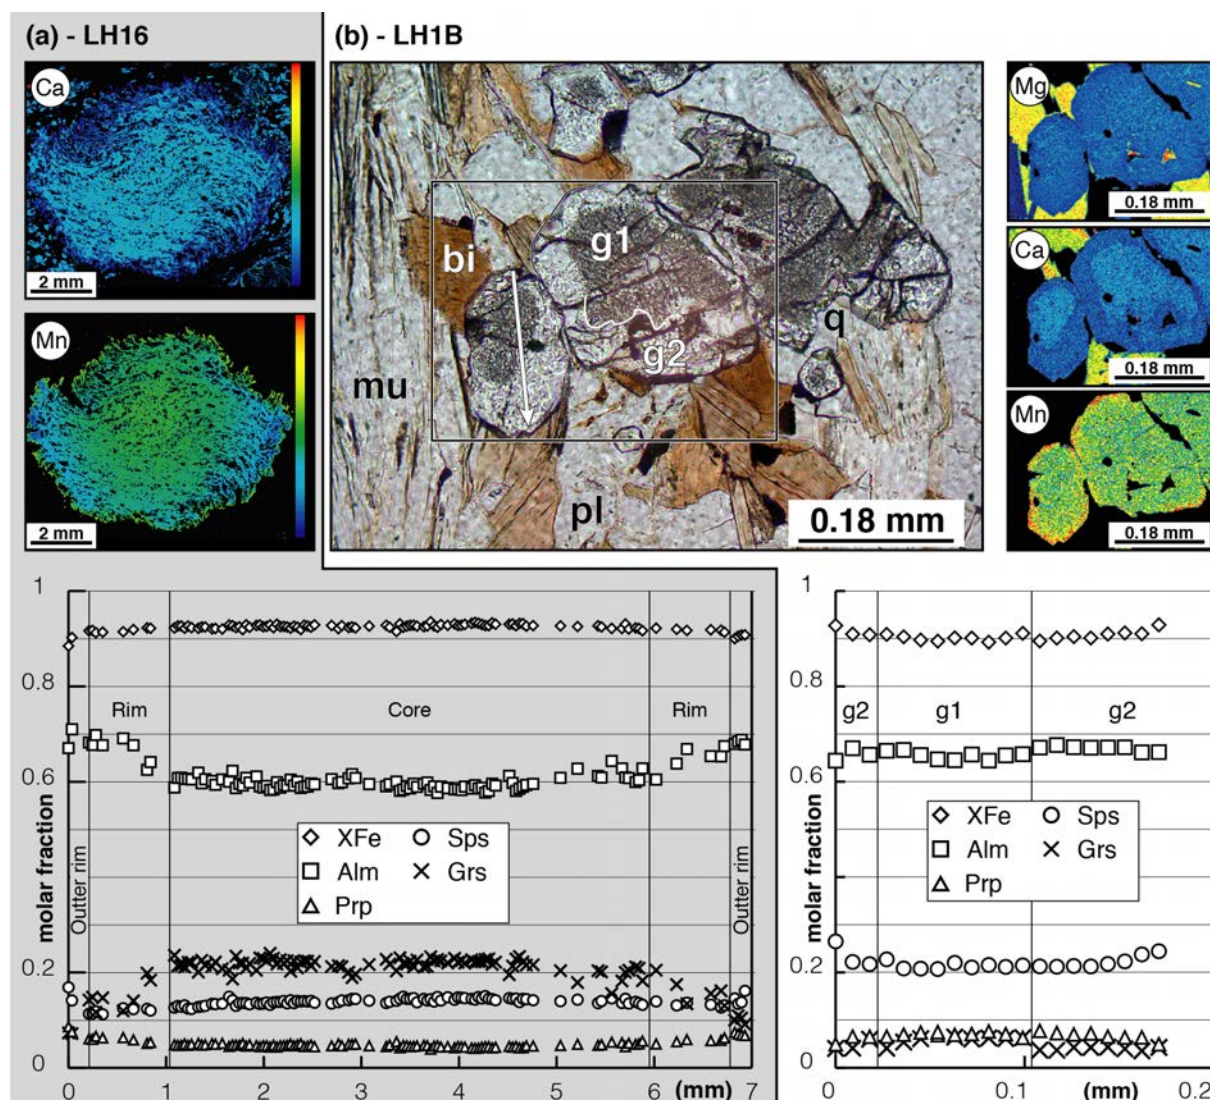 (a) - LH16
Ca
2 mm
Mn
2 mm
(b) - LH1B
g1
bi
g2
q
mu
pl
0.18 mm
Mg
0.18 mm
Ca
0.18 mm
Mn
0.18 mm
1
0.8
0.6
0.2
0
molar fraction
Outter rim
Rim
Core
Rim
Outter rim
XFe
Sps
Alm
Grs
Prp
0
1
2
3
4
5
6
(mm)
7
1
0.8
0.6
0.2
0
molar fraction
g2
g1
g2
XFe
Sps
Alm
Grs
Prp
0
0.1
(mm)
0.2